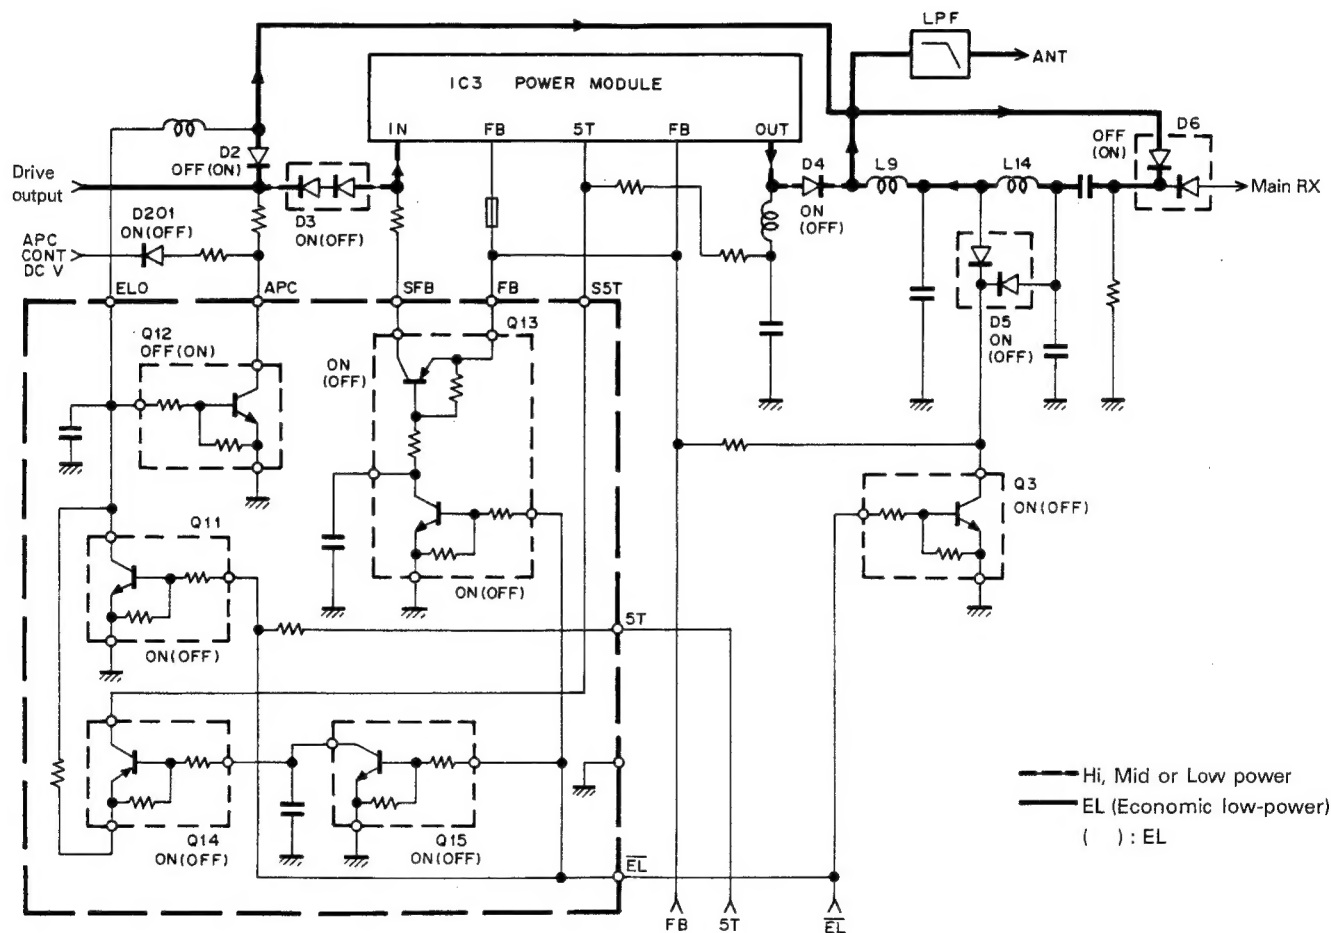 LPF
ANT
IC3 POWER MODULE
IN
FB
5T
FB
OUT
D2
OFF(ON)
Drive
output
D3
ON(OFF)
D4
ON
(OFF)
L9
L14
OFF
(ON)
D6
Main RX
D201
ON(OFF)
APC
CONT
DC V
ELO
APC
SFB
FB
S5T
Q12
OFF(ON)
Q13
ON
(OFF)
D5
ON
(OFF)
Q3
ON(OFF)
Q11
ON(OFF)
ON(OFF)
5T
Q14
ON(OFF)
Q15
ON(OFF)
EL
FB
5T
EL
Hi, Mid or Low power
EL (Economic low-power)
( ) : EL